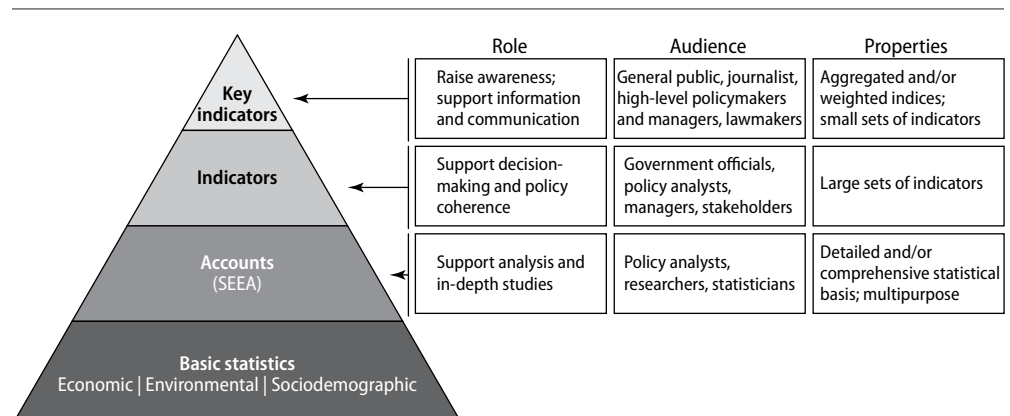 Role
Audience
Properties
Key
indicators
Raise awareness;
support information
and communication
General public, journalist,
high-level policymakers
and managers, lawmakers
Aggregated and/or
weighted indices;
small sets of indicators
Indicators
Support decision-
making and policy
coherence
Government officials,
policy analysts,
managers, stakeholders
Large sets of indicators
Accounts
(SEEA)
Support analysis and
in-depth studies
Policy analysts,
researchers, statisticians
Detailed and/or
comprehensive statistical
basis; multipurpose
Basic statistics
Economic | Environmental | Sociodemographic